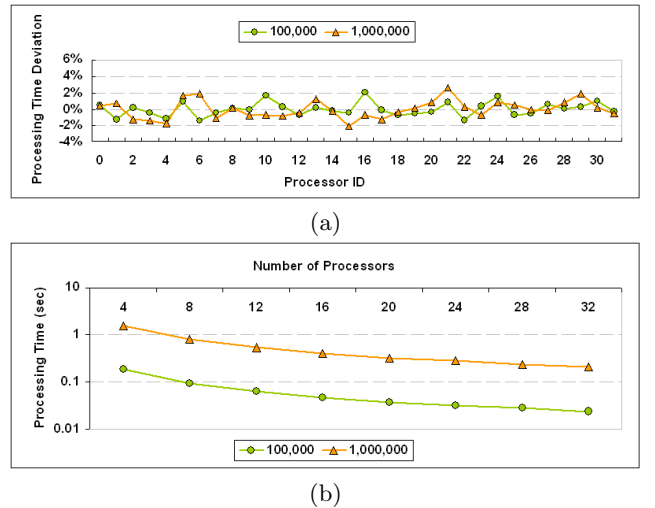 100,000 1,000,000
Processing Time Deviation
6%
4%
2%
0%
-2%
-4%
0 2 4 6 8 10 12 14 16 18 20 22 24 26 28 30
Processor ID
(a)
Number of Processors
Processing Time (sec)
10
4 8 12 16 20 24 28 32
1
0.1
0.01
100,000 1,000,000
(b)